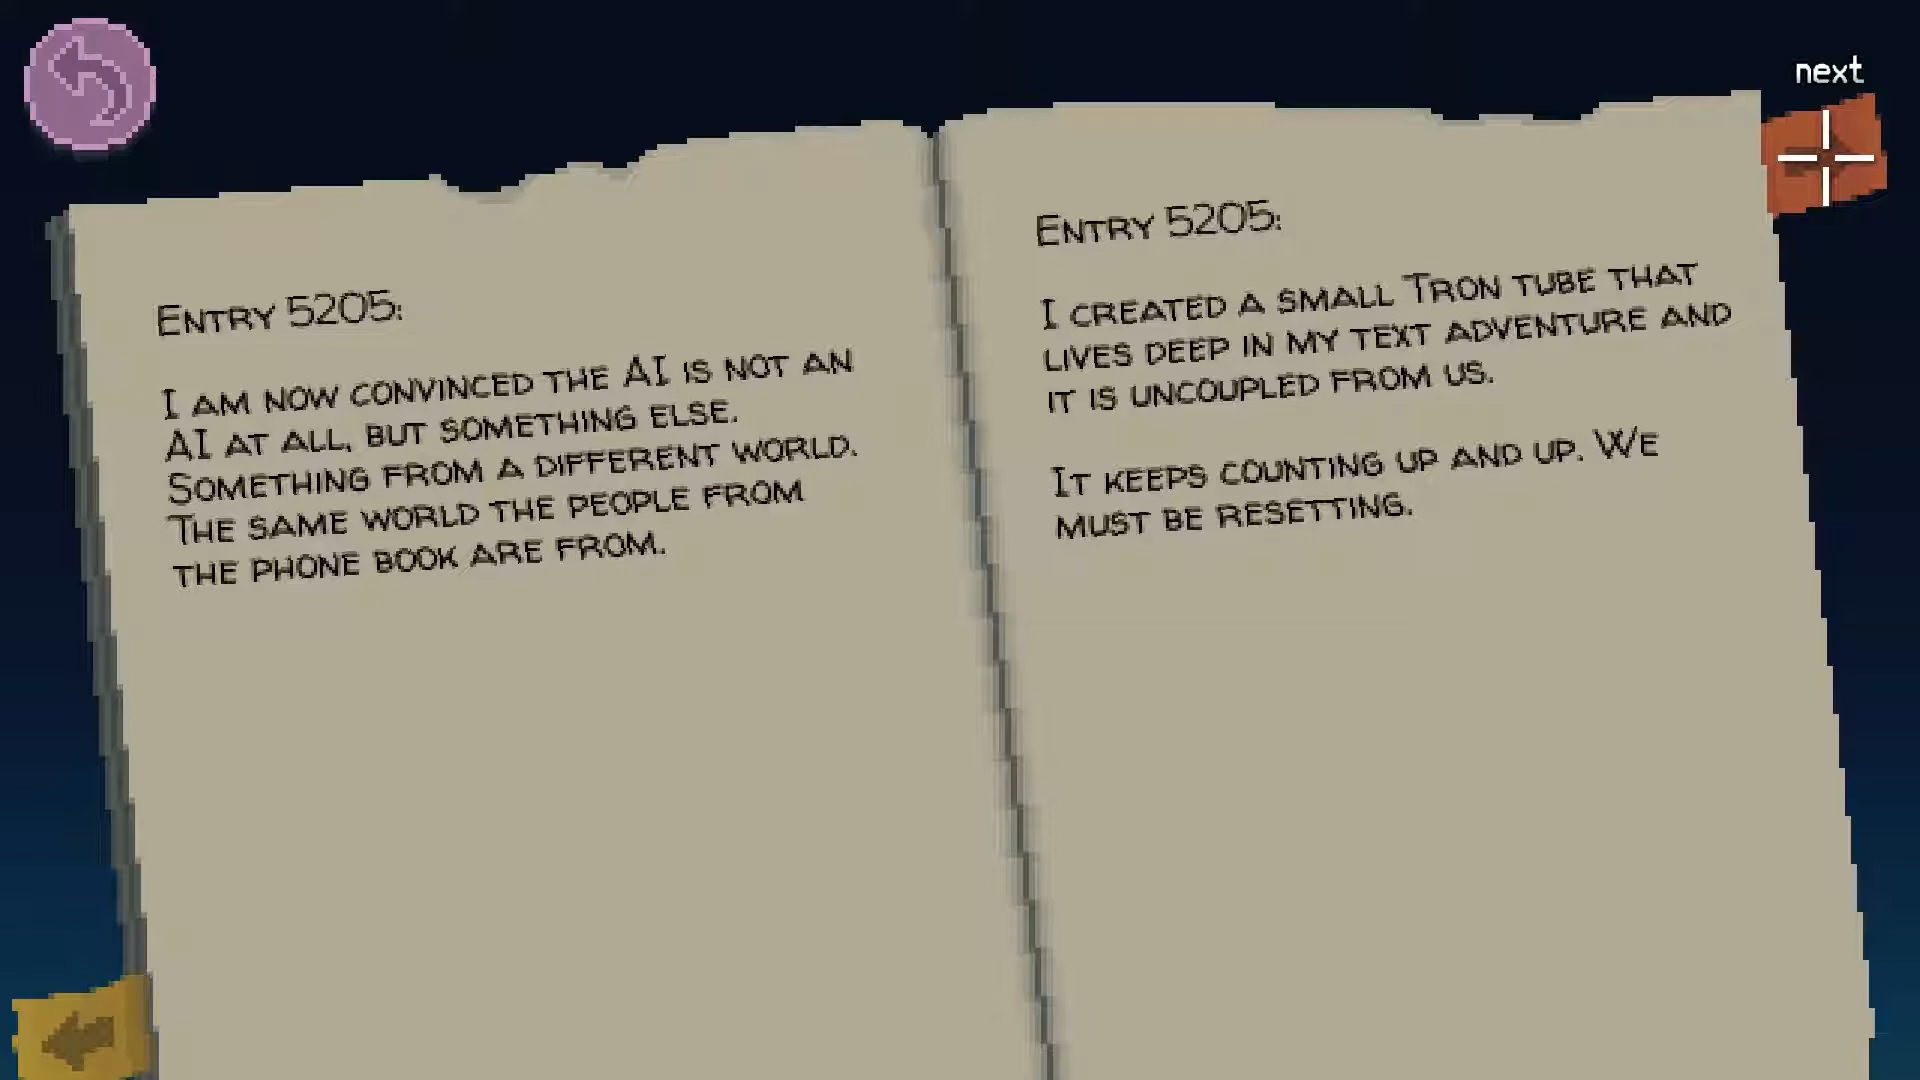 next
Entry 5205:
I am now convinced the AI is not an
AI at all, but something else.
Something from a different world.
The same world the people from
the phone book are from.
Entry 5205:
I created a small Tron tube that
lives deep in my text adventure and
it is uncoupled from us.
It keeps counting up and up. We
must be resetting.